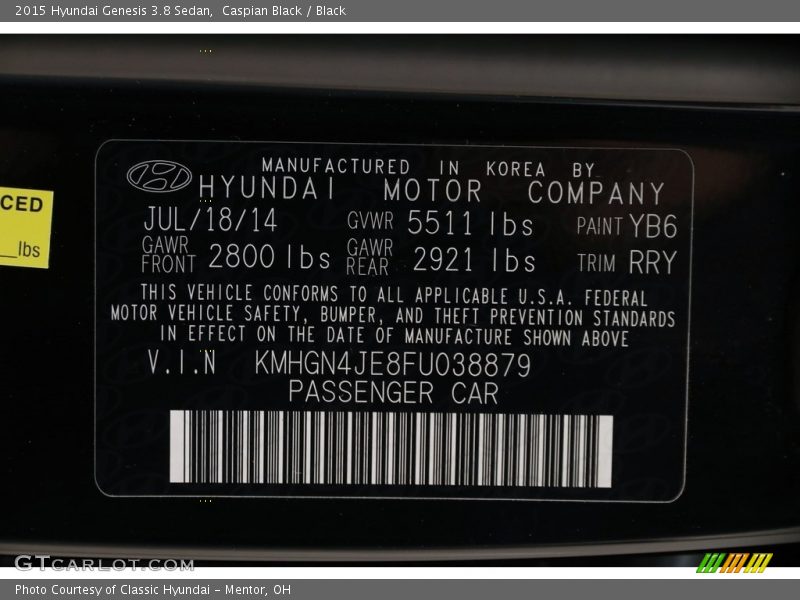 2015 Hyundai Genesis 3.8 Sedan,  Caspian Black / Black
CED
__lbs
MANUFACTURED IN KOREA BY
HYUNDAI MOTOR COMPANY
JUL/18/14 GVWR 5511 lbs PAINT YB6
GAWR FRONT 2800 lbs GAWR REAR 2921 lbs TRIM RRY
THIS VEHICLE CONFORMS TO ALL APPLICABLE U.S.A. FEDERAL
MOTOR VEHICLE SAFETY, BUMPER, AND THEFT PREVENTION STANDARDS
IN EFFECT ON THE DATE OF MANUFACTURE SHOWN ABOVE
V.I.N KMHGN4JE8FU038879
PASSENGER CAR
GTCARLOT.COM
Photo Courtesy of Classic Hyundai - Mentor, OH